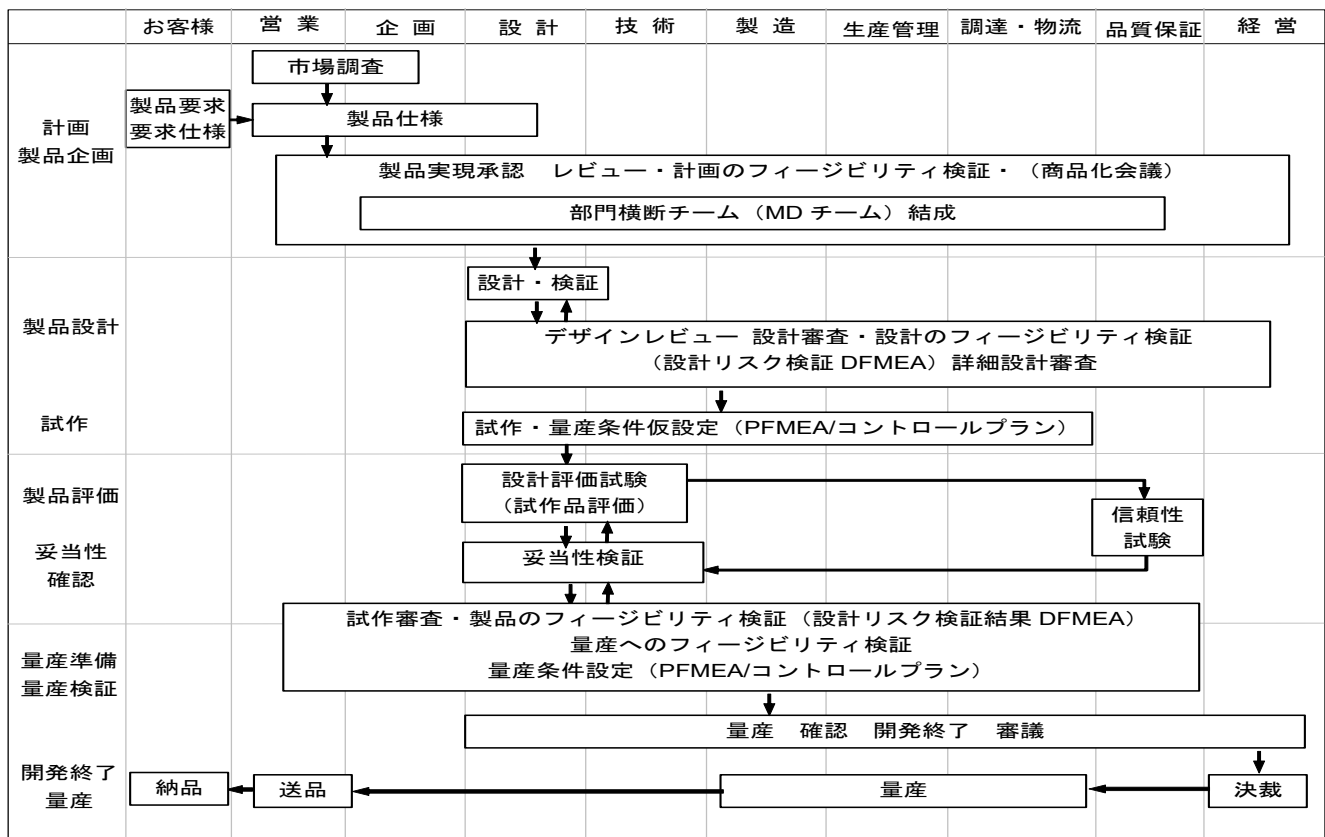 お客様 営業 企画 設計 技術 製造 生産管理 調達・物流 品質保証 経営
市場調査
製品要求
要求仕様
製品仕様
計画
製品企画
製品実現承認 レビュー・計画のフィージビリティ検証・（商品化会議）
部門横断チーム（MDチーム）結成
設計・検証
製品設計
デザインレビュー 設計審査・設計のフィージビリティ検証
（設計リスク検証 DFMEA）詳細設計審査
試作
試作・量産条件仮設定（PFMEA/コントロールプラン）
製品評価
設計評価試験
（試作品評価）
信頼性
試験
妥当性
確認
妥当性検証
試作審査・製品のフィージビリティ検証（設計リスク検証結果 DFMEA）
量産へのフィージビリティ検証
量産条件設定（PFMEA/コントロールプラン）
量産準備
量産検証
量産 確認 開発終了 審議
開発終了
量産
納品
送品
量産
決裁